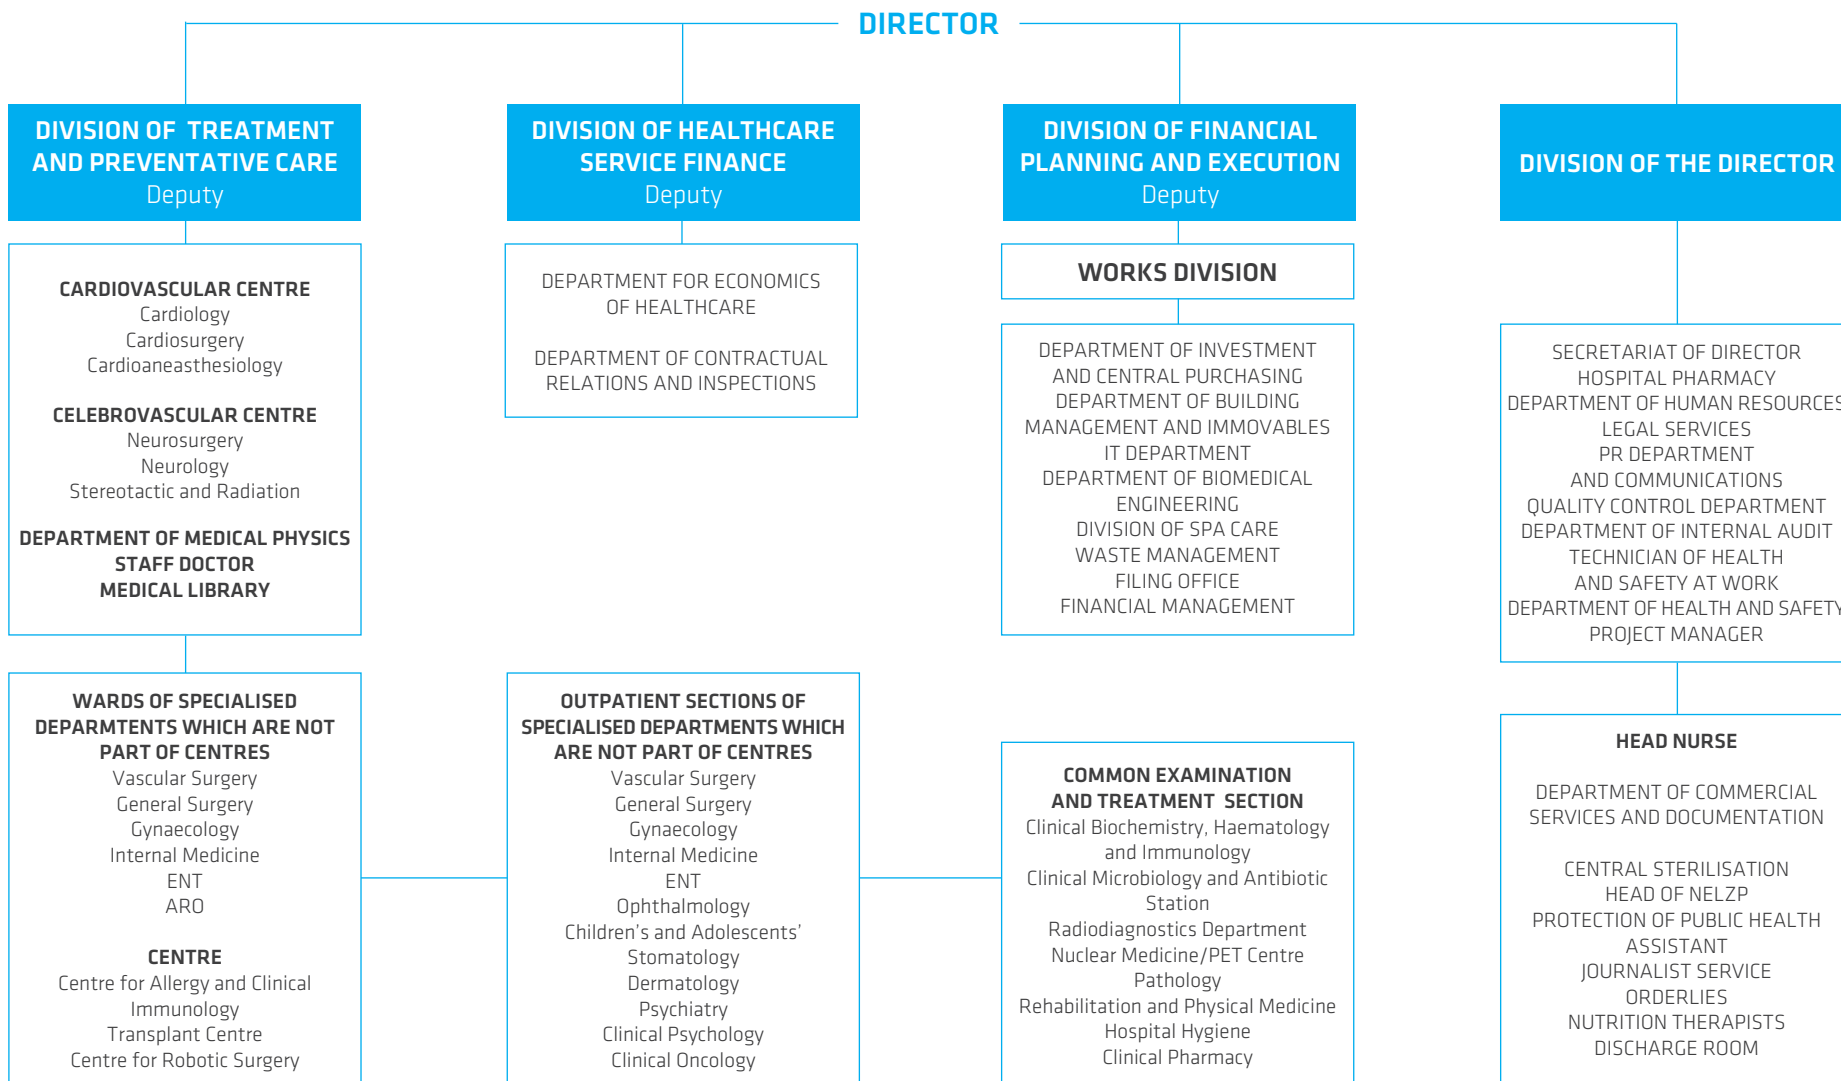 DIRECTOR
DIVISION OF TREATMENT
AND PREVENTATIVE CARE
Deputy
DIVISION OF HEALTHCARE
SERVICE FINANCE
Deputy
DIVISION OF FINANCIAL
PLANNING AND EXECUTION
Deputy
DIVISION OF THE DIRECTOR
CARDIOVASCULAR CENTRE
Cardiology
Cardiosurgery
Cardioaneasthesiology
CELEBROVASCULAR CENTRE
Neurosurgery
Neurology
Stereotactic and Radiation
DEPARTMENT OF MEDICAL PHYSICS
STAFF DOCTOR
MEDICAL LIBRARY
DEPARTMENT FOR ECONOMICS
OF HEALTHCARE
DEPARTMENT OF CONTRACTUAL
RELATIONS AND INSPECTIONS
WORKS DIVISION
DEPARTMENT OF INVESTMENT
AND CENTRAL PURCHASING
DEPARTMENT OF BUILDING
MANAGEMENT AND IMMOVABLES
IT DEPARTMENT
DEPARTMENT OF BIOMEDICAL
ENGINEERING
DIVISION OF SPA CARE
WASTE MANAGEMENT
FILING OFFICE
FINANCIAL MANAGEMENT
SECRETARIAT OF DIRECTOR
HOSPITAL PHARMACY
DEPARTMENT OF HUMAN RESOURCES
LEGAL SERVICES
PR DEPARTMENT
AND COMMUNICATIONS
QUALITY CONTROL DEPARTMENT
DEPARTMENT OF INTERNAL AUDIT
TECHNICIAN OF HEALTH
AND SAFETY AT WORK
DEPARTMENT OF HEALTH AND SAFETY
PROJECT MANAGER
WARDS OF SPECIALISED
DEPARMTENTS WHICH ARE NOT
PART OF CENTRES
Vascular Surgery
General Surgery
Gynaecology
Internal Medicine
ENT
ARO
CENTRE
Centre for Allergy and Clinical
Immunology
Transplant Centre
Centre for Robotic Surgery
OUTPATIENT SECTIONS OF
SPECIALISED DEPARTMENTS WHICH
ARE NOT PART OF CENTRES
Vascular Surgery
General Surgery
Gynaecology
Internal Medicine
ENT
Ophthalmology
Children's and Adolescents'
Stomatology
Dermatology
Psychiatry
Clinical Psychology
Clinical Oncology
COMMON EXAMINATION
AND TREATMENT SECTION
Clinical Biochemistry, Haematology
and Immunology
Clinical Microbiology and Antibiotic
Station
Radiodiagnostics Department
Nuclear Medicine/PET Centre
Pathology
Rehabilitation and Physical Medicine
Hospital Hygiene
Clinical Pharmacy
HEAD NURSE
DEPARTMENT OF COMMERCIAL
SERVICES AND DOCUMENTATION
CENTRAL STERILISATION
HEAD OF NELZP
PROTECTION OF PUBLIC HEALTH
ASSISTANT
JOURNALIST SERVICE
ORDERLIES
NUTRITION THERAPISTS
DISCHARGE ROOM